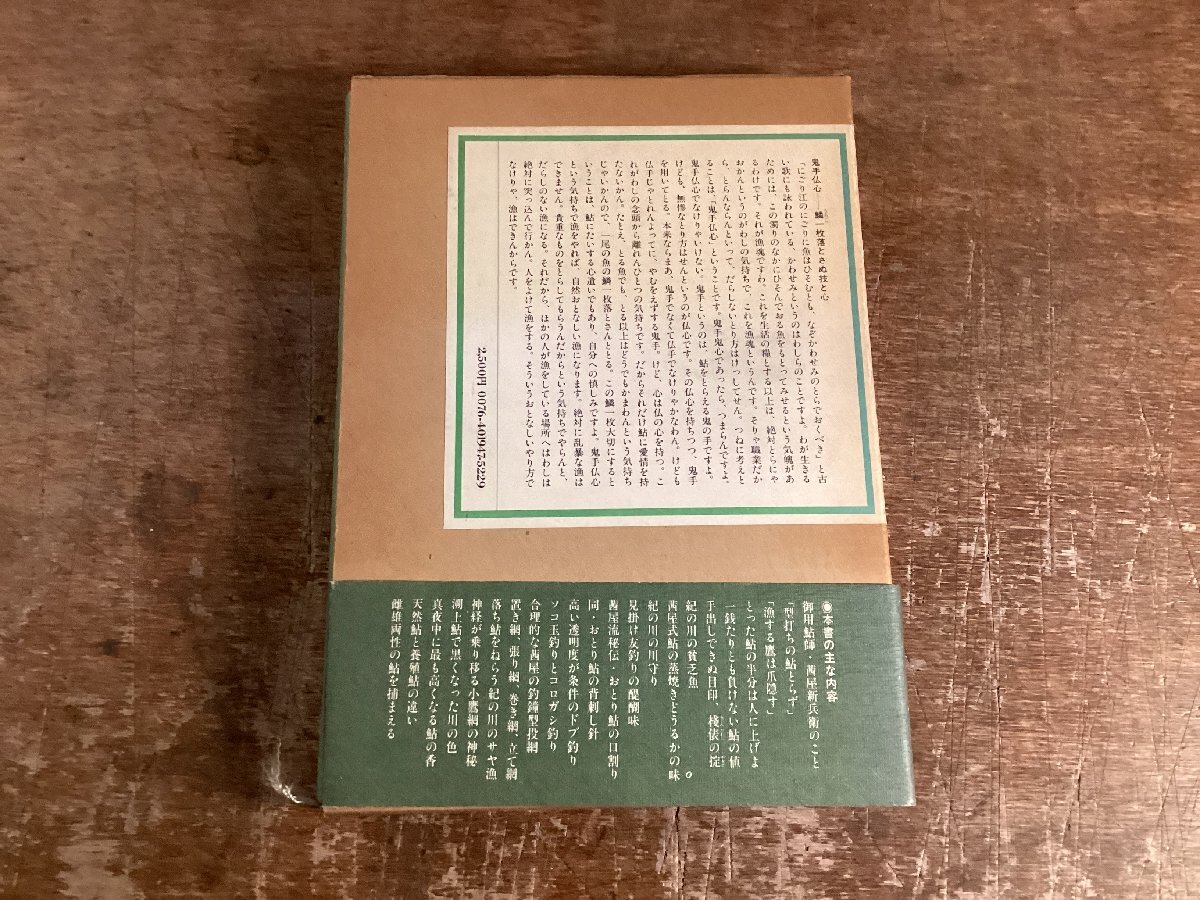 鬼手仏心——鱗一枚落とさぬ技と心
「にごり江のにごりに魚はひそむとも、なぞかわせみのとらでおくべき」と古
い歌にも詠われている、かわせみというのはわしらのことですよ。わが生きる
ためには、この濁りのなかにひそんでおる魚をもとってみせるという気魄があ
るわけです。それが漁魂ですわ、これを生活の糧とする以上は、絶対とらにゃ
おかんというのがわしの気持ちで、これを漁魂というんです。そりゃ職業だか
ら、とらんならんといって、だらしないとり方はけっしてせん。つねに考えと
ることは、「鬼手仏心」ということです。鬼手鬼心であったら、つまらんですよ。
鬼手仏心でなけりゃいけない。鬼手というのは、鮎をとらえる鬼の手ですよ。
けども、無惨なとり方はせんというのが仏心です。その仏心を持ちつつ、鬼手
を用いてとる。本来ならまあ、鬼手でなくて仏手でなけりゃかなわん。けども
仏手じゃとれんよってに、やむをえずする鬼手。けど、心は仏の心を持つ。こ
れがわしの念頭から離れんひとつの気持ちです。だからそれだけ鮎に愛情を持
たないかん。たとえ、とる魚でも、とる以上はどうでもかまわんという気持ち
じゃいかんので、一尾の魚の鱗一枚落とさんととる。この鱗一枚大切にすると
いうことは、鮎にたいする心遣いでもあり、自分への慎しみですよ。鬼手仏心
という気持ちで漁をやれば、自然おとなしい漁になります。絶対に乱暴な漁は
できません。貴重なものをとらしてもらうんだからという気持ちでやらんと、
だらしのない漁になる。それだから、ほかの人が漁をしている場所へはわしは
絶対に突っ込んで行かん。人をよけて漁をする。そういうおとなしいやり方で
なけりゃ、漁はできんからです。
2,500円 0076-401947-5229
◉本書の主な内容
御用鮎師・茜屋新兵衛のこと
「型打ちの鮎とらず」
「漁する鷹は爪隠す」
とった鮎の半分は人に上げよ
一銭たりとも負けない鮎の値
手出しできぬ目印、棧俵の掟
紀の川の貧乏魚
茜屋式鮎の蒸焼きどうるかの味
紀の川の川守り
見掛け友釣りの醍醐味
茜屋流秘伝・おとり鮎の口割り
同・おとり鮎の背刺し針
高い透明度が条件のドブ釣り
ソコ玉釣りとコロガシ釣り
合理的な茜屋の釣鐘型投網
置き網、張り網、巻き網、立て網
落ち鮎をねらう紀の川のサヤ漁
神経が乗り移る小鷹網の神秘
湖上鮎で黒くなった川の色
真夜中に最も高くなる鮎の香
天然鮎と養殖鮎の違い
雌雄両性の鮎を捕まえる